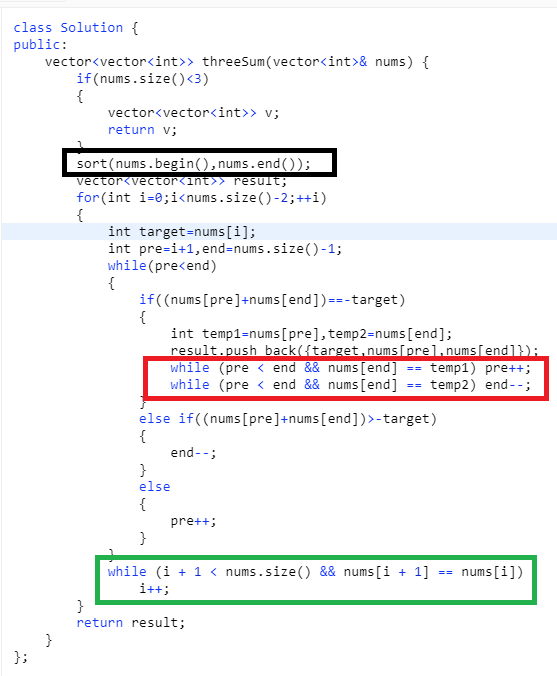 class Solution {
public:
    vector<vector<int>> threeSum(vector<int>& nums) {
        if(nums.size()<3)
        {
            vector<vector<int>> v;
            return v;
        }
        sort(nums.begin(),nums.end());
        vector<vector<int>> result;
        for(int i=0;i<nums.size()-2;++i)
        {
            int target=nums[i];
            int pre=i+1,end=nums.size()-1;
            while(pre<end)
            {
                if((nums[pre]+nums[end])==-target)
                {
                    int temp1=nums[pre],temp2=nums[end];
                    result.push_back({target,nums[pre],nums[end]});
                    while (pre < end && nums[end] == temp1) pre++;
                    while (pre < end && nums[end] == temp2) end--;
                }
                else if((nums[pre]+nums[end])>-target)
                {
                    end--;
                }
                else
                {
                    pre++;
                }
            }
            while (i + 1 < nums.size() && nums[i + 1] == nums[i])
                i++;
        }
        return result;
    }
};